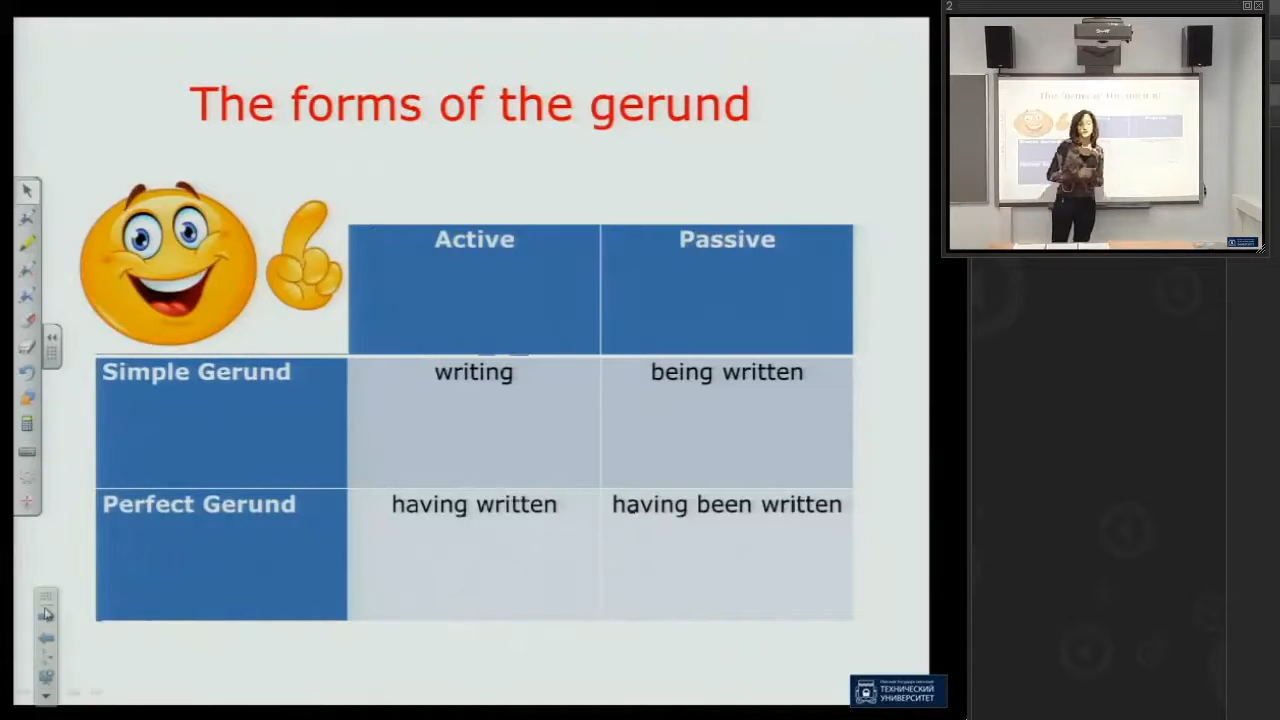 2
The forms of the gerund
Active Passive
Simple Gerund writing being written
Perfect Gerund having written having been written
ТЕХНИЧЕСКИЙ
УНИВЕРСИТЕТ